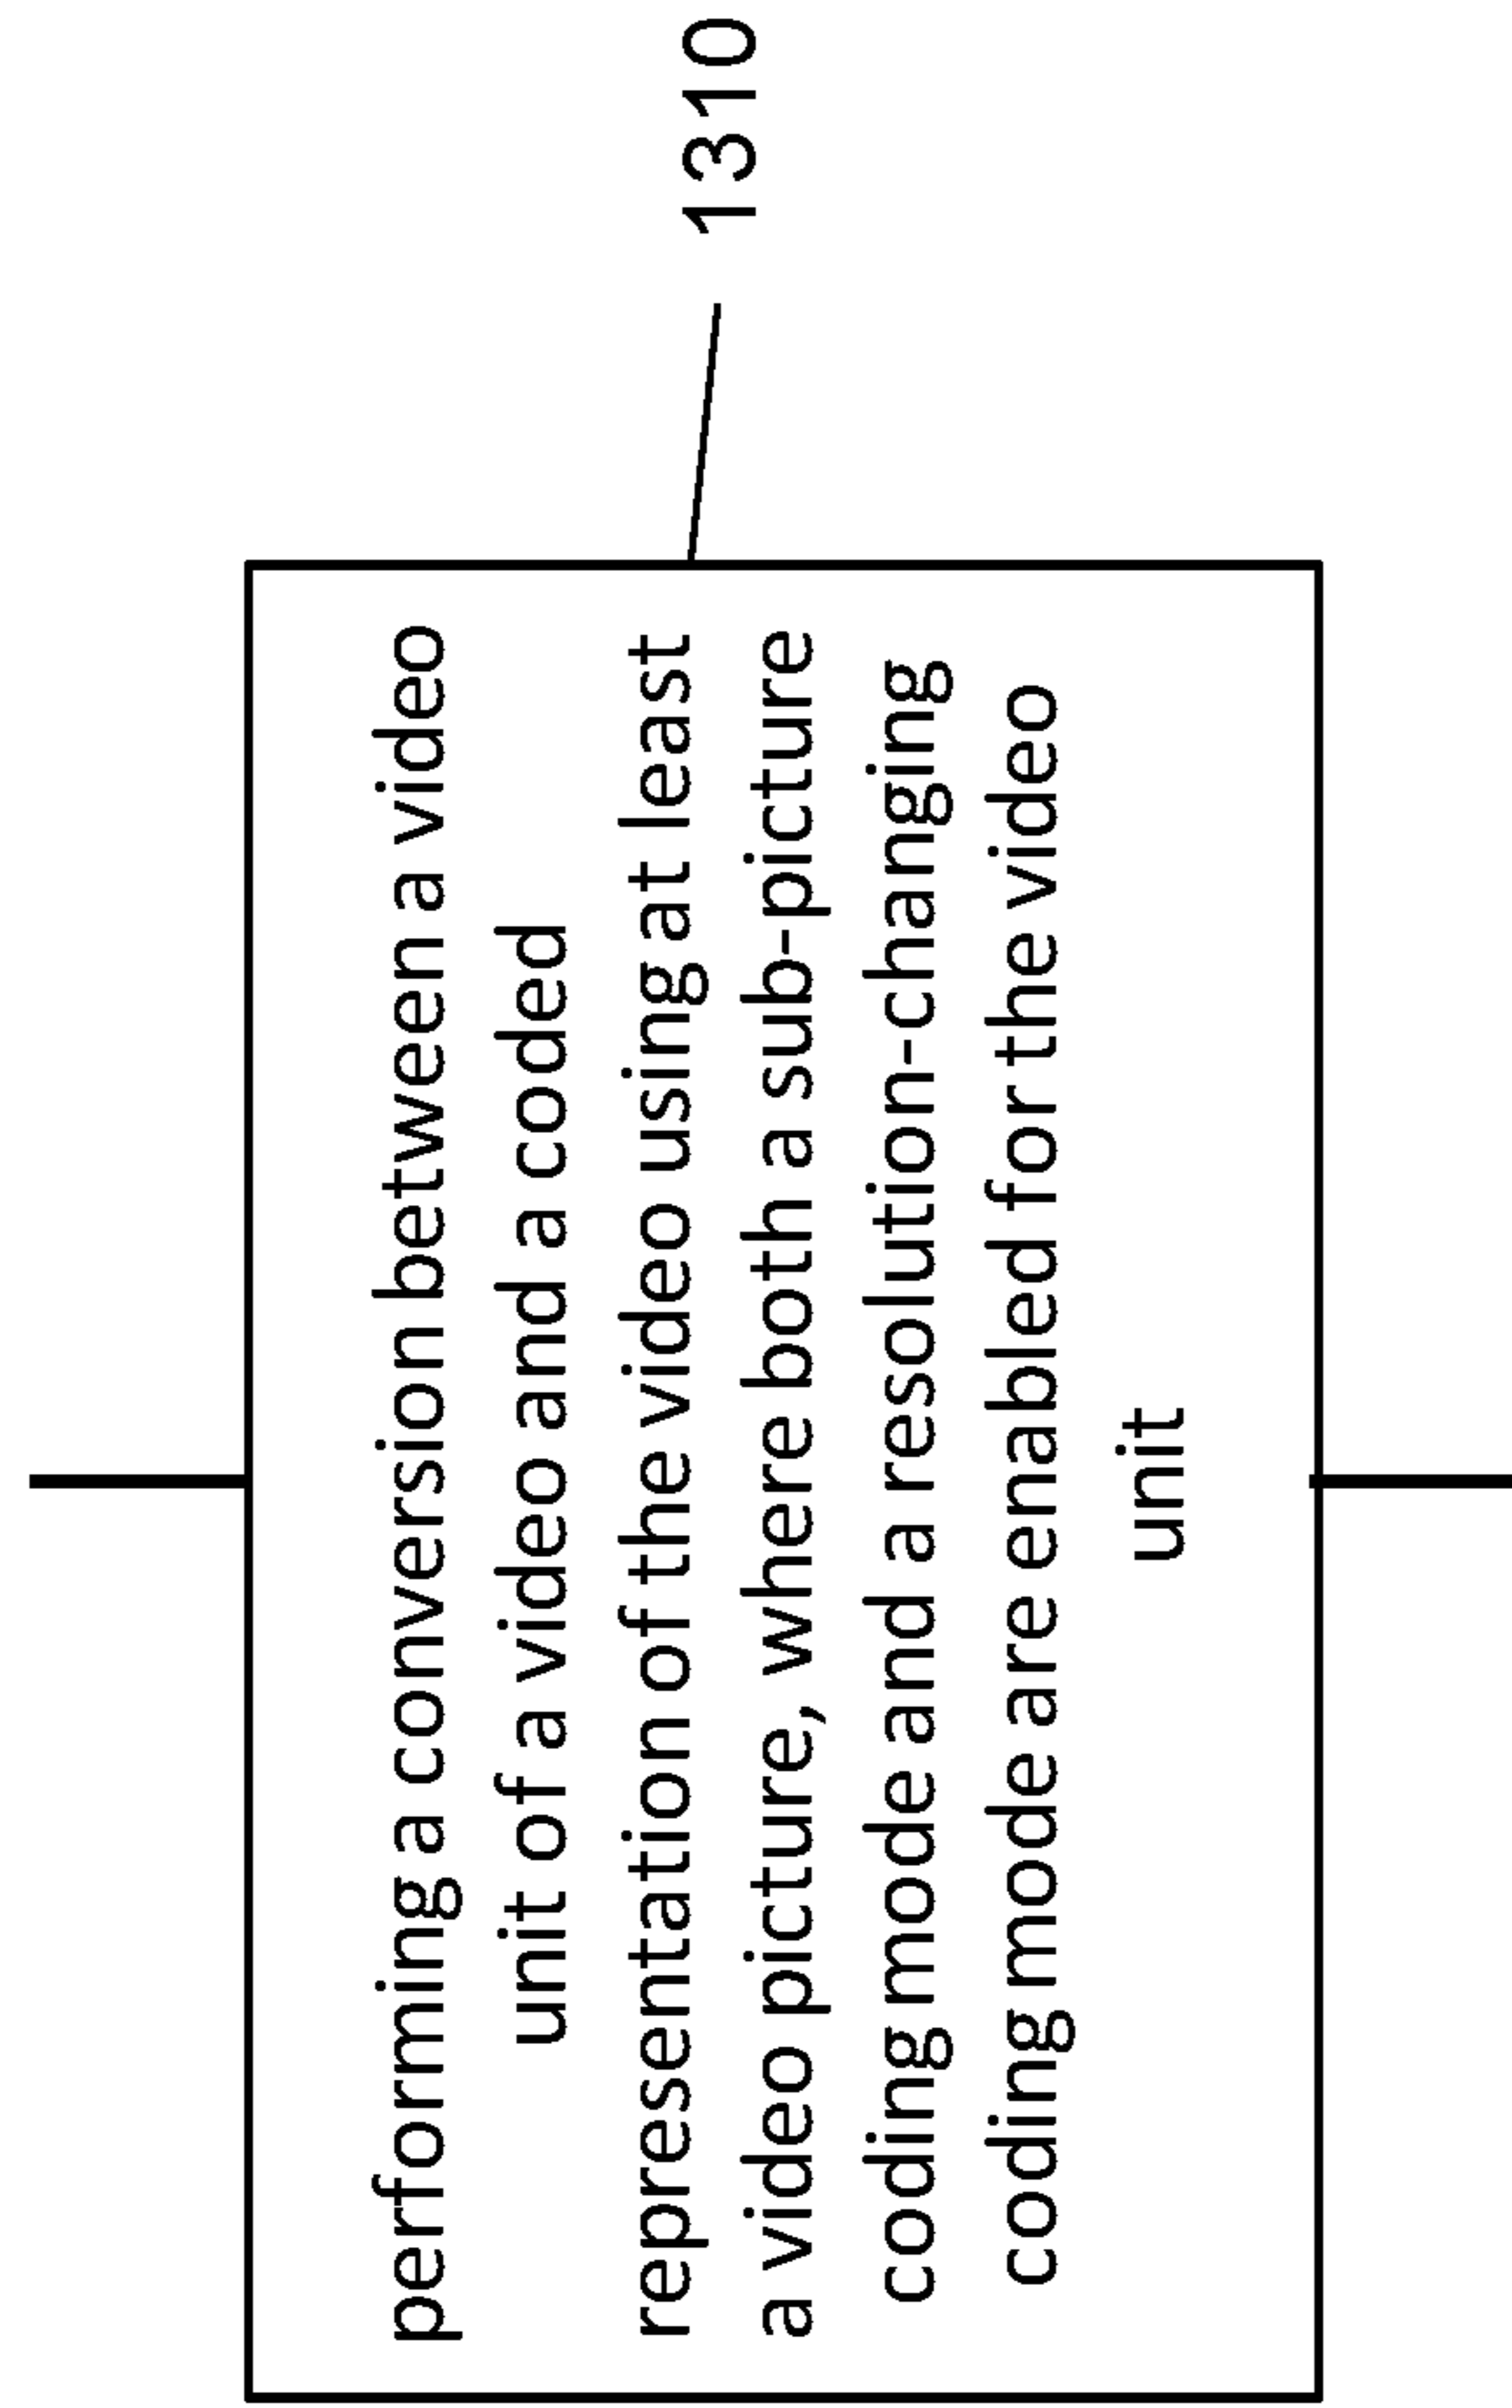 performing a conversion between a video
unit of a video and a coded
representation of the video using at least
a video picture, where both a sub-picture
coding mode and a resolution-changing
coding mode are enabled for the video
unit
1310